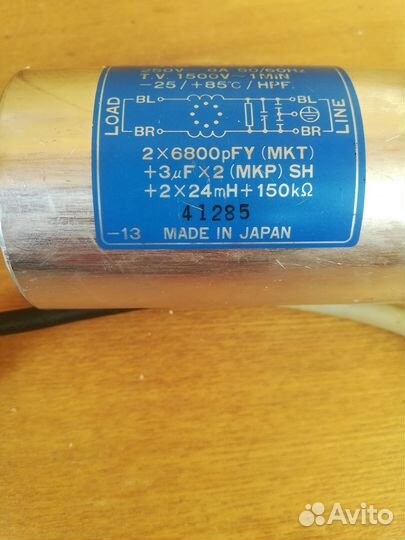 250V~ 8A 50/60Hz
T.V. 1500V~1MiN
-25/+85°C/HPF.
LOAD
BL BL
BR BR
LINE
2×6800pFY (MKT)
+3μF×2 (MKP) SH
+2×24mH+150kΩ
41285
-13 MADE IN JAPAN
Avito